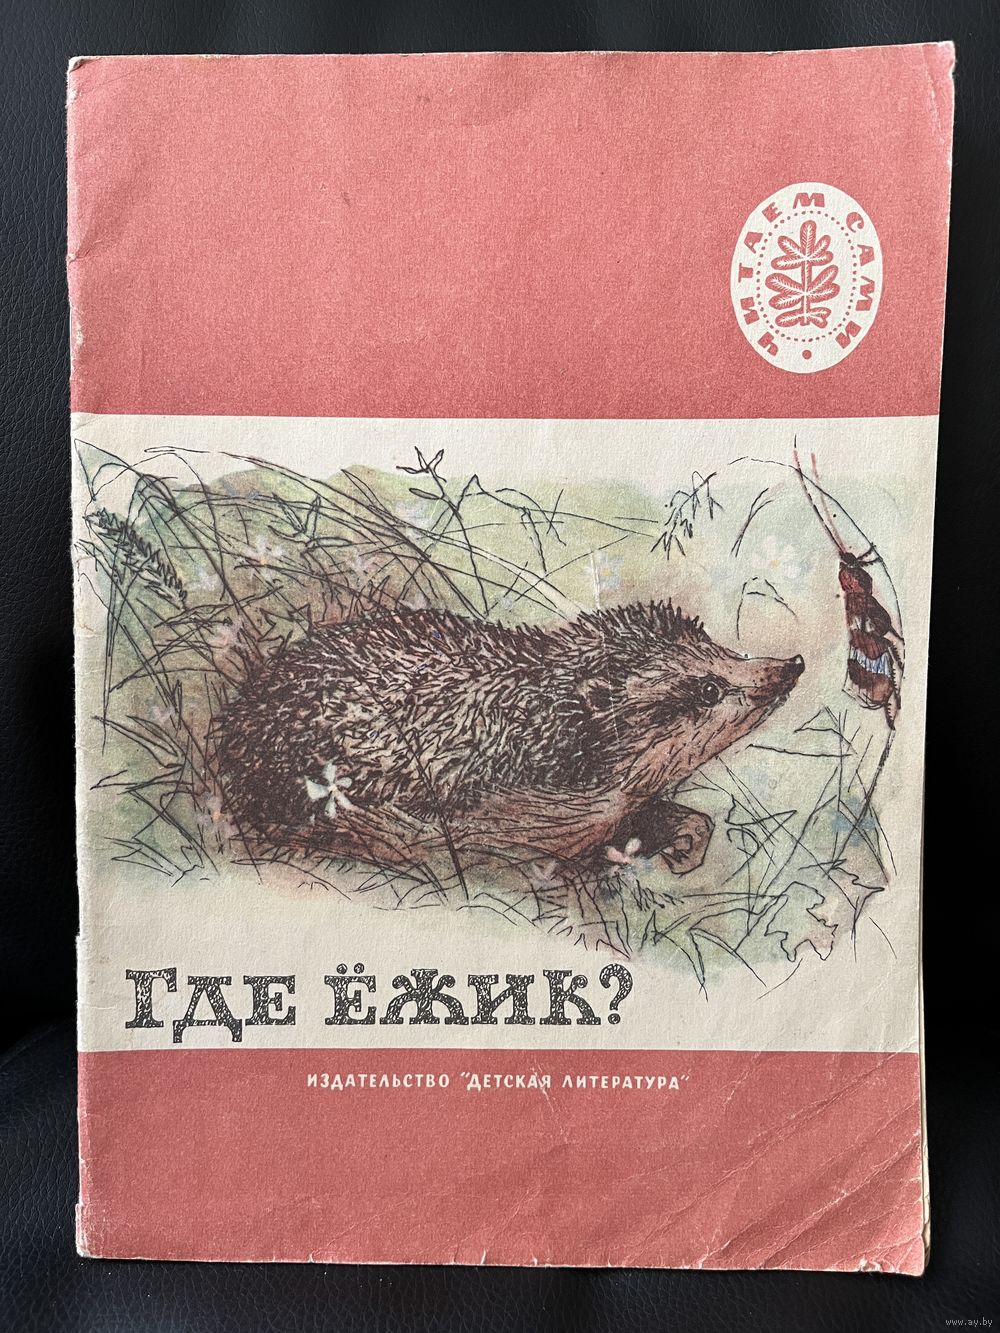 ЧИТАЕМ САМИ
ГДЕ ЁЖИК?
ИЗДАТЕЛЬСТВО "ДЕТСКАЯ ЛИТЕРАТУРА"
www.ay.by